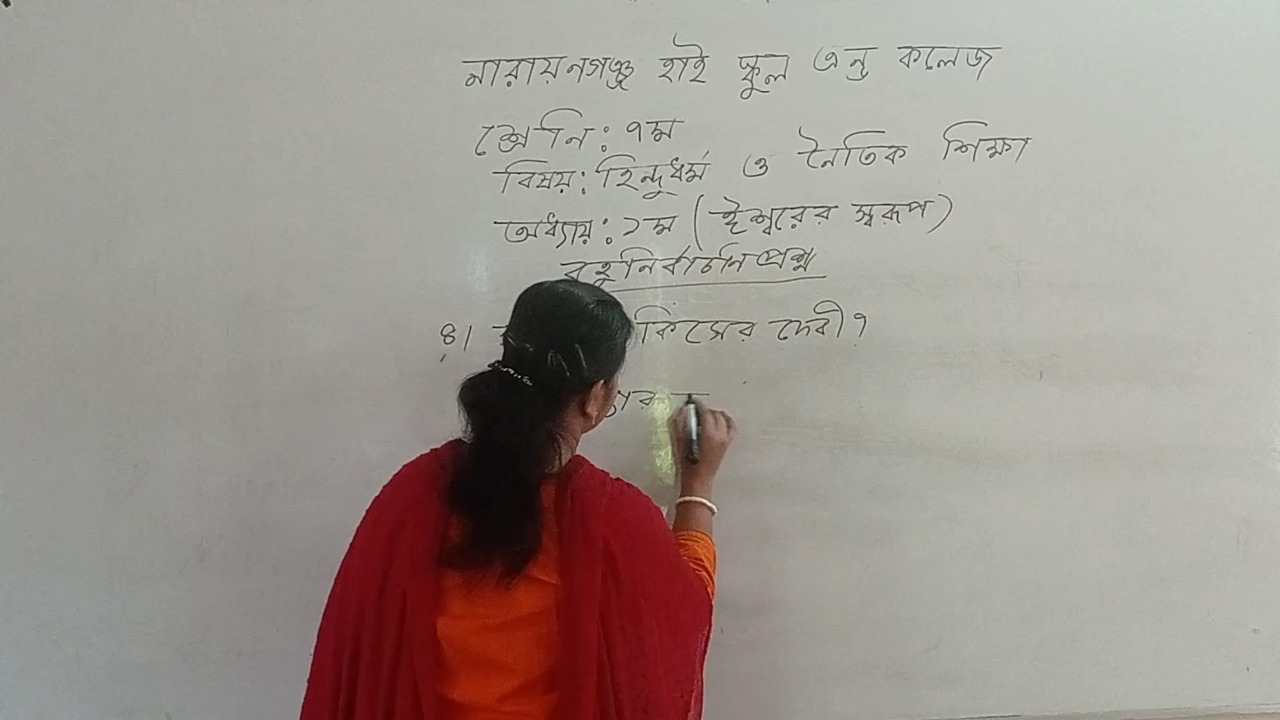 নারায়নগঞ্জ হাই স্কুল এন্ড কলেজ
শ্রেনি: ৭ম
বিষয়: হিন্দুধর্ম ও নৈতিক শিক্ষা
অধ্যায়: ১ম (ঈশ্বরের স্বরূপ)
বহুনির্বাচনি প্রশ্ন
৪। কিসের দেবী?